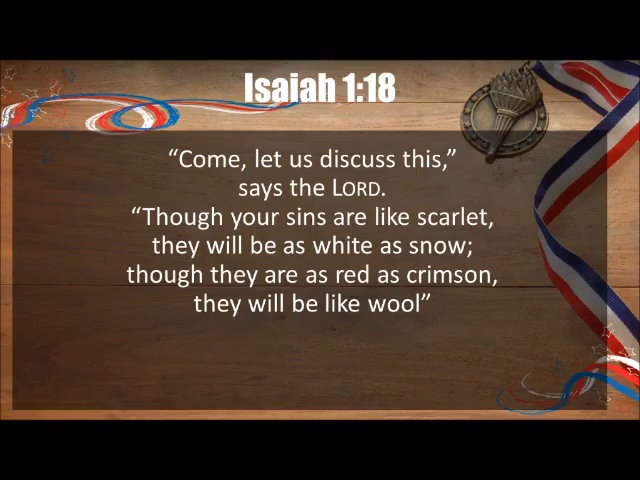 Isaiah 1:18
“Come, let us discuss this,”
says the LORD.
“Though your sins are like scarlet,
they will be as white as snow;
though they are as red as crimson,
they will be like wool”